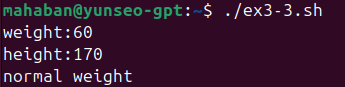 mahaban@yunseo-gpt:~$ ./ex3-3.sh
weight:60
height:170
normal weight